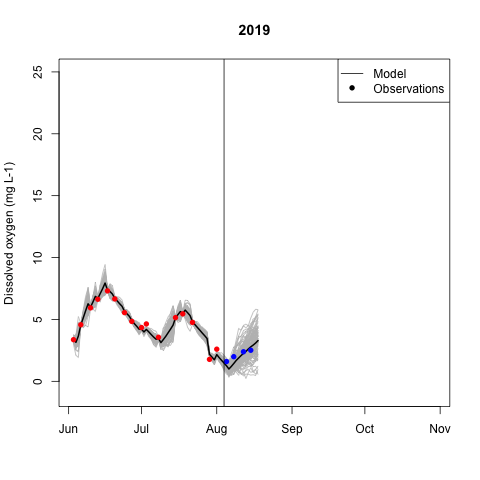 2019
Model
Observations
Dissolved oxygen (mg L-1)
25
20
15
10
5
0
Jun Jul Aug Sep Oct Nov